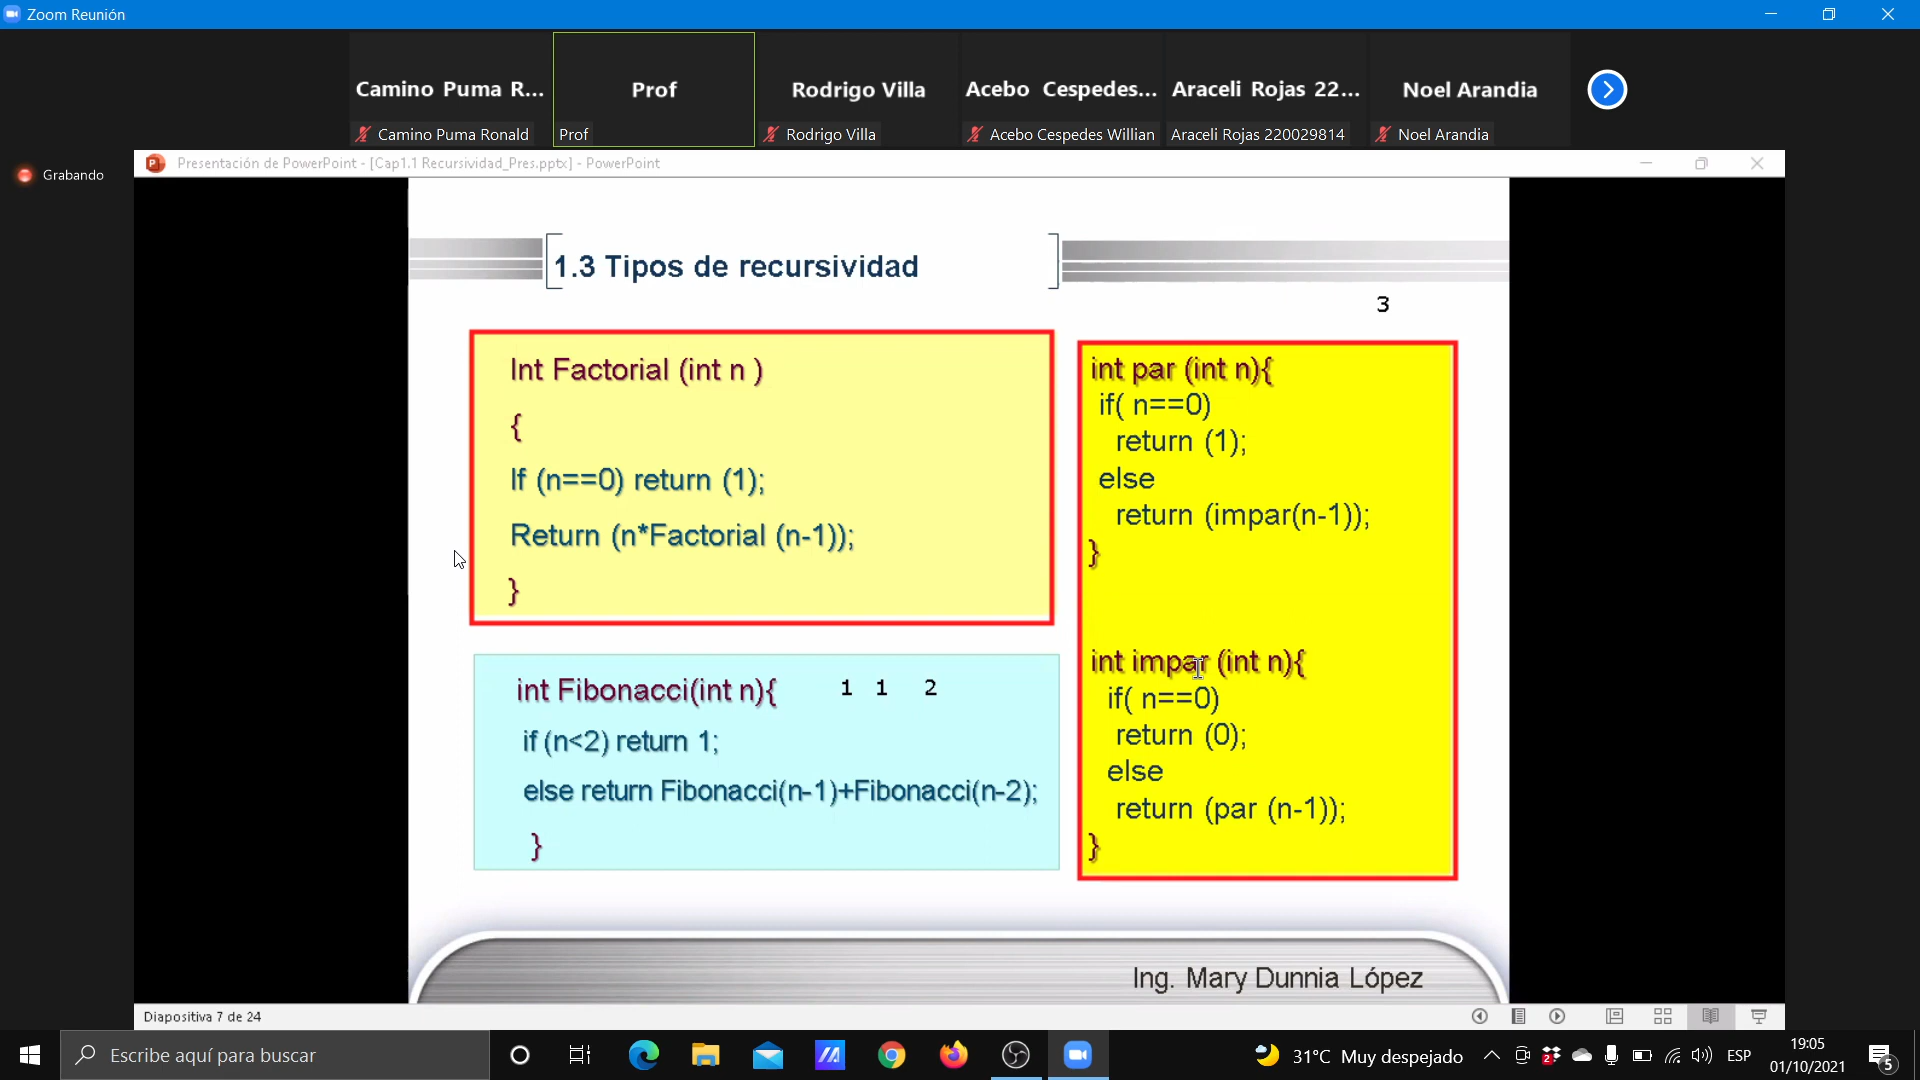 Zoom Reunión
Camino Puma R...
Prof
Rodrigo Villa
Acebo Cespedes...
Araceli Rojas 22...
Noel Arandia
Camino Puma Ronald
Prof
Rodrigo Villa
Acebo Cespedes Willian
Araceli Rojas 220029814
Noel Arandia
Grabando
Presentación de PowerPoint - [Cap1.1 Recursividad_Pres.pptx] - PowerPoint
1.3 Tipos de recursividad
3
Int Factorial (int n )
{
If (n==0) return (1);
Return (n*Factorial (n-1));
}
int Fibonacci(int n){ 1 1 2
if (n<2) return 1;
else return Fibonacci(n-1)+Fibonacci(n-2);
}
int par (int n){
if( n==0)
return (1);
else
return (impar(n-1));
}
int impar (int n){
if( n==0)
return (0);
else
return (par (n-1));
}
Ing. Mary Dunnia López
Diapositiva 7 de 24
Escribe aquí para buscar
31°C Muy despejado
2
ESP
19:05
01/10/2021
5